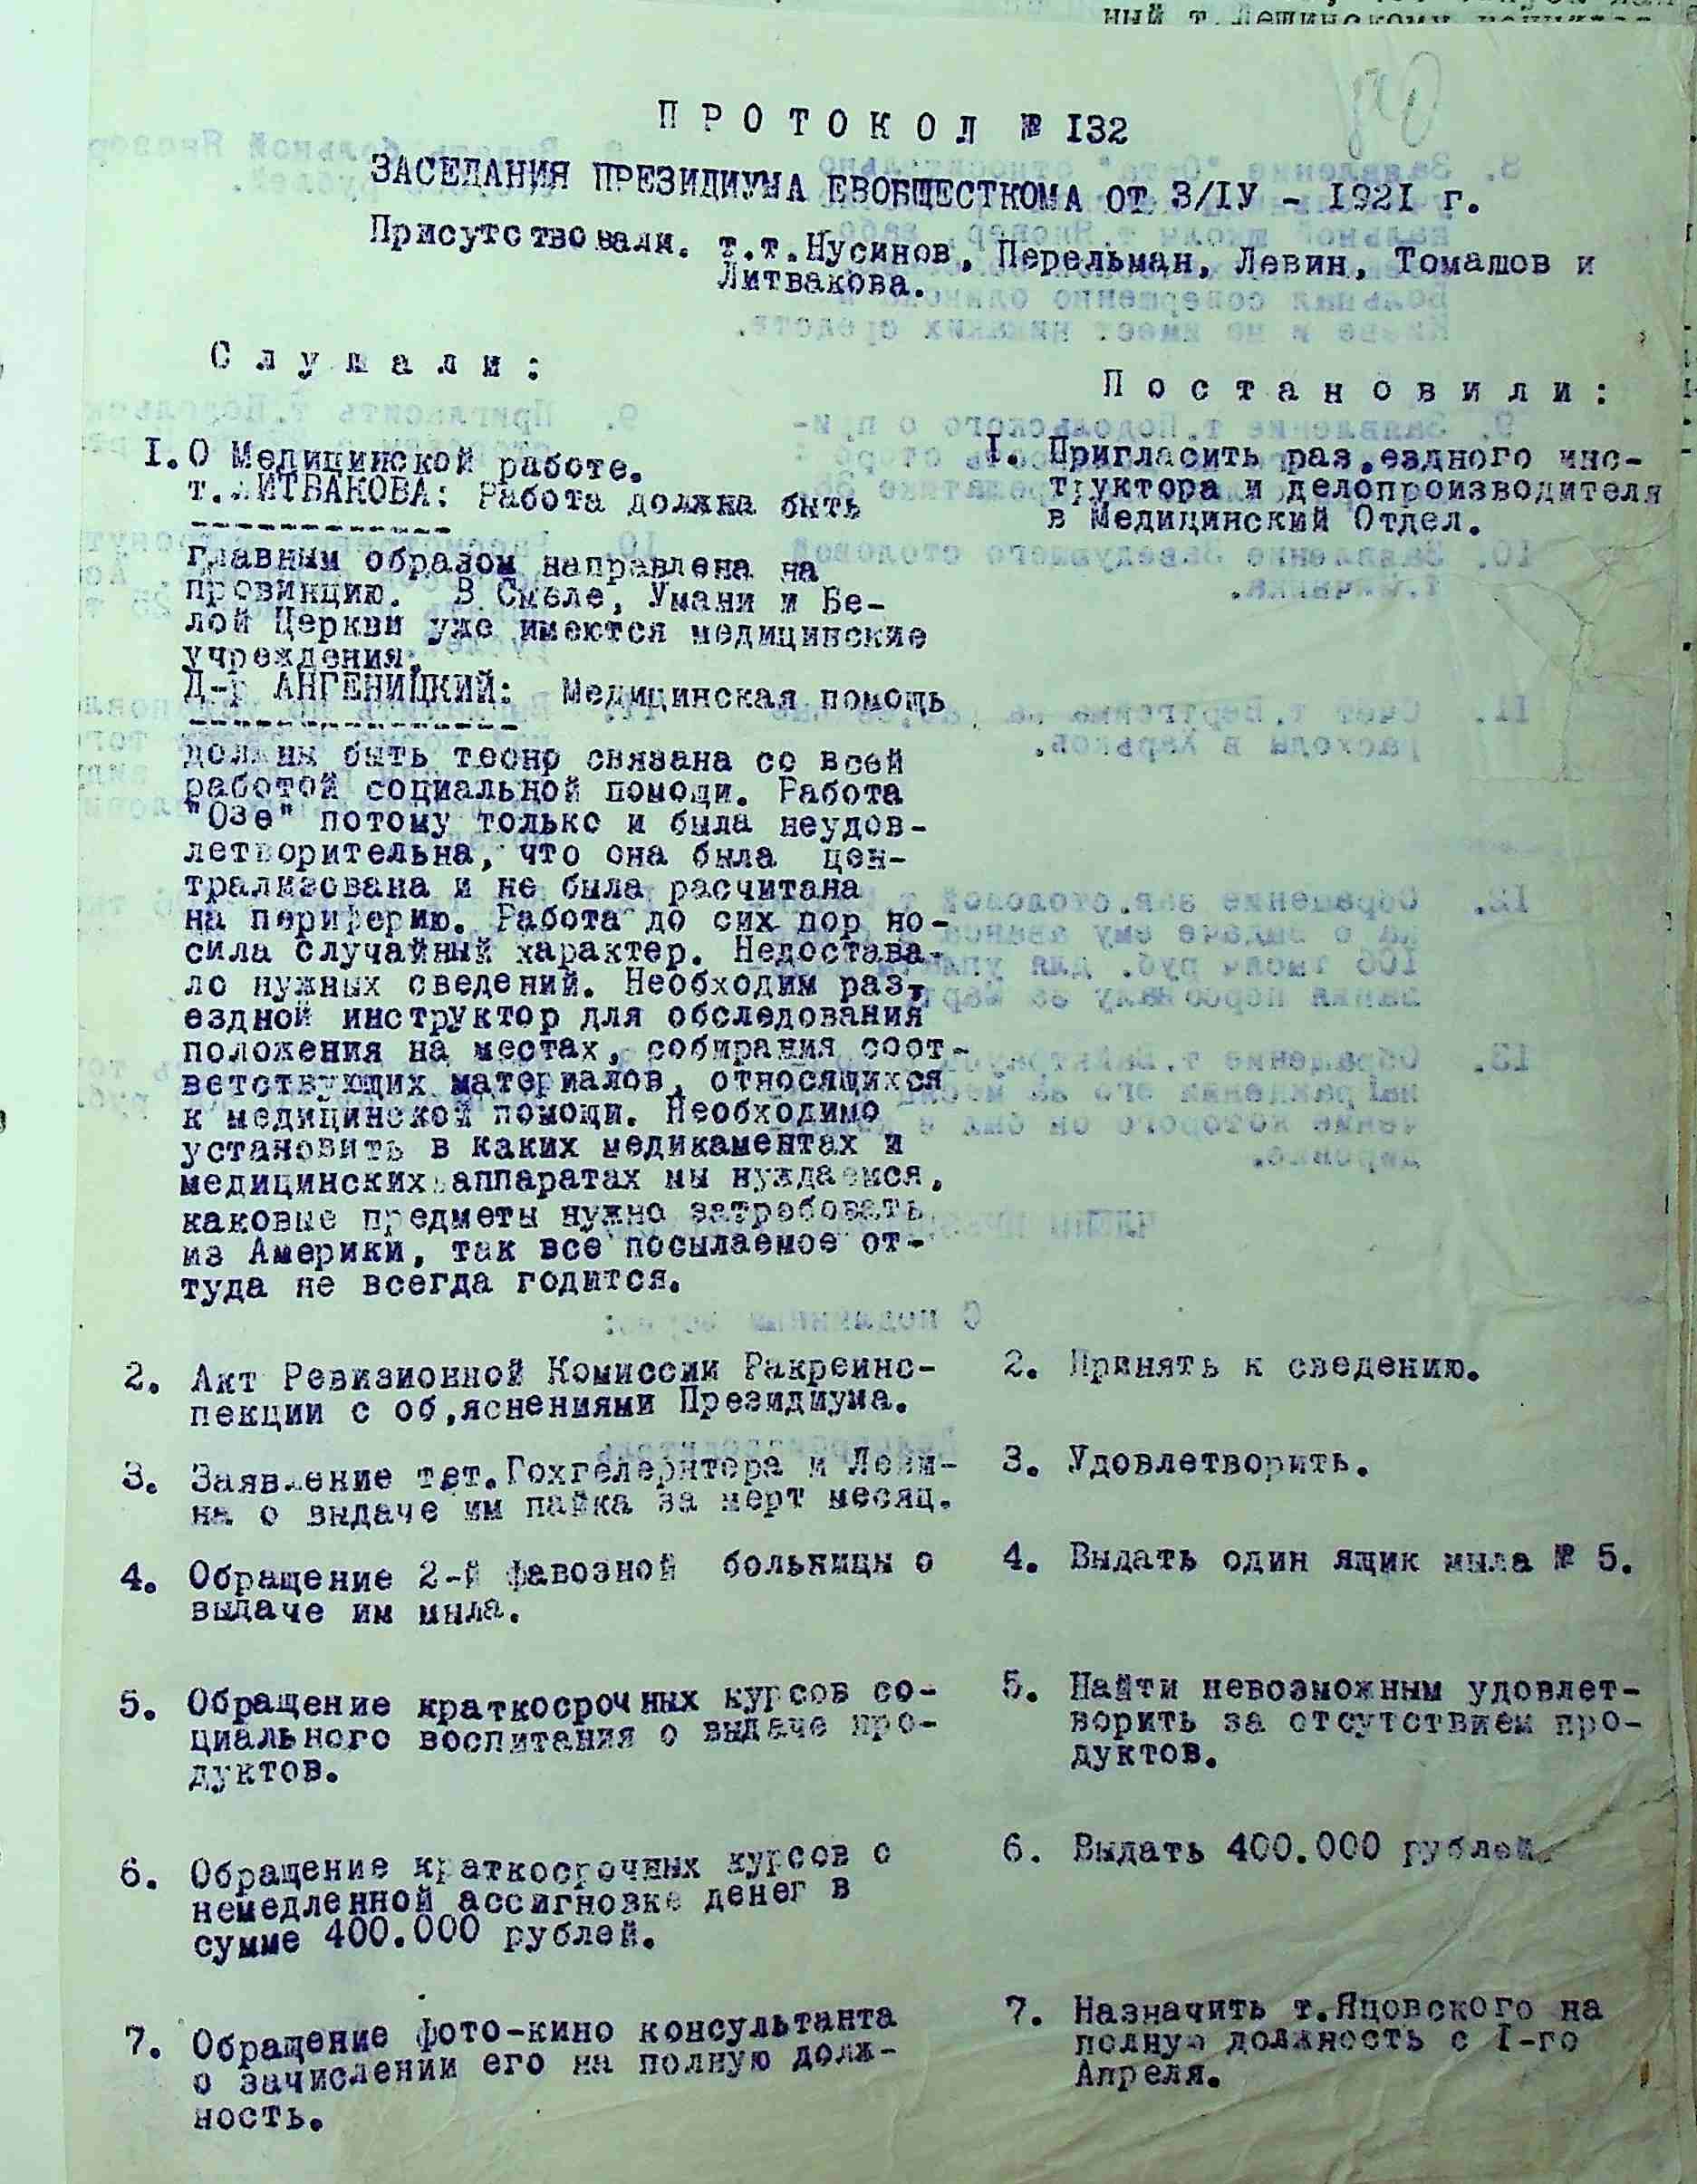 ный т.Лешинскому
П Р О Т О К О Л № I32
ЗАСЕДАНИЯ ПРЕЗИДИУМА ЕВОБЩЕСТКОМА ОТ 3/IУ - I92I г.
Присутствовали. т.т.Нусинов, Перельман, Левин, Томашов и
Литвакова.
С л у ш а л и :
I.О Медицинской работе.
т.ЛИТВАКОВА: Работа должна быть
главным образом направлена на
провинцию. В Смеле, Умани и Бе-
лой Церкви уже имеются медицинские
учреждения.
Д-р АНГЕНИЦКИЙ: Медицинская помощь
должна быть тесно связана со всей
работой социальной помощи. Работа
"Озе" потому только и была неудов-
летворительна, что она была цен-
трализована и не была расчитана
на периферию. Работа до сих пор но-
сила случайный характер. Недостава-
ло нужных сведений. Необходим раз,
ездной инструктор для обследования
положения на местах, собирания соот-
ветствующих материалов, относящихся
к медицинской помощи. Необходимо
установить в каких медикаментах и
медицинских аппаратах мы нуждаемся,
каковые предметы нужно затребовать
из Америки, так все посылаемое от-
туда не всегда годится.
2. Акт Ревизионной Комиссии Ракреинс-
пекции с об,яснениями Президиума.
3. Заявление тт.Гохгелернтера и Леви-
на о выдаче им пайка за мерт месяц.
4. Обращение 2-й фавозной больницы о
выдаче им мыла.
5. Обращение краткосрочных курсов со-
циального воспитания о выдаче про-
дуктов.
6. Обращение краткосрочных курсов о
немедленной ассигновке денег в
сумме 400.000 рублей.
7. Обращение фото-кино консультанта
о зачислении его на полную долж-
ность.
П о с т а н о в и л и :
I. Пригласить раз.ездного инс-
труктора и делопроизводителя
в Медицинский Отдел.
2. Принять к сведению.
3. Удовлетворить.
4. Выдать один ящик мыла № 5.
5. Найти невозможным удовлет-
ворить за отсутствием про-
дуктов.
6. Выдать 400.000 рублей.
7. Назначить т.Яцовского на
полную должность с I-го
Апреля.